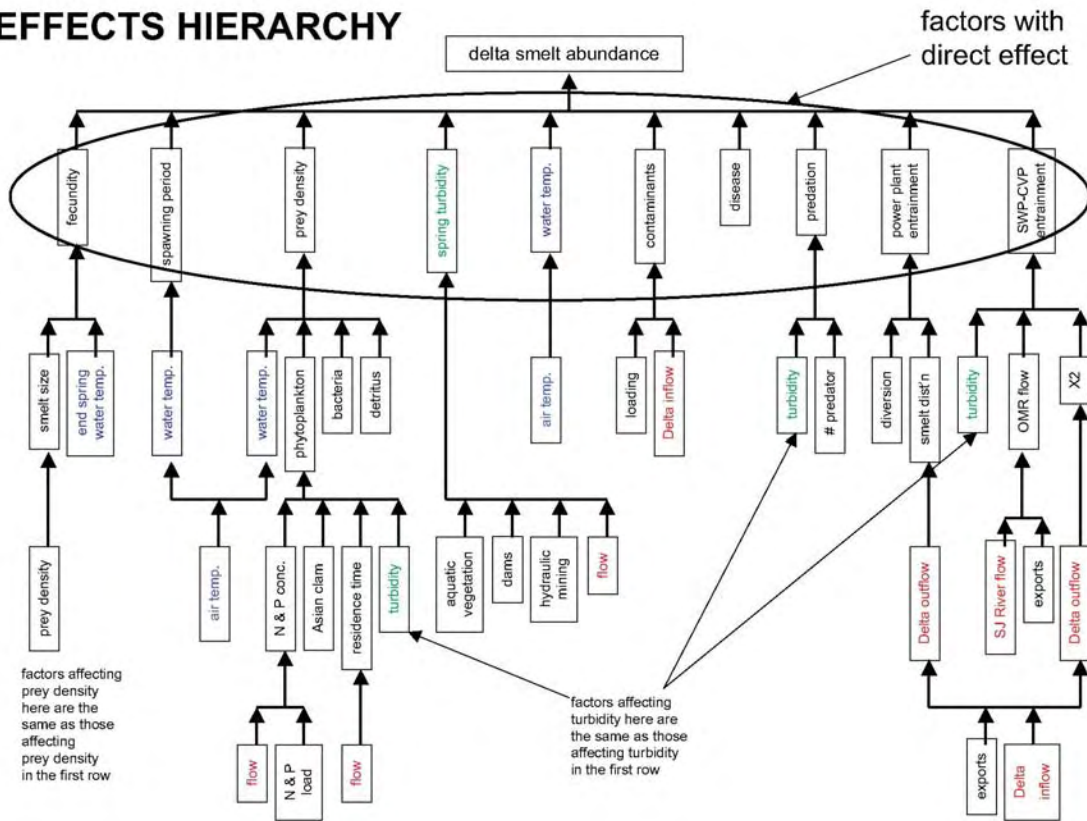 EFFECTS HIERARCHY
factors with
direct effect
delta smelt abundance
fecundity
spawning period
prey density
spring turbidity
water temp.
contaminants
disease
predation
power plant
entrainment
SWP-CVP
entrainment
smelt size
end spring
water temp.
water temp.
water temp.
phytoplankton
bacteria
detritus
air temp.
loading
Delta inflow
turbidity
# predator
diversion
smelt dist'n
turbidity
OMR flow
X2
prey density
air temp.
N & P conc.
Asian clam
residence time
turbidity
aquatic
vegetation
dams
hydraulic
mining
flow
Delta outflow
SJ River flow
exports
Delta outflow
factors affecting
prey density
here are the
same as those
affecting
prey density
in the first row
factors affecting
turbidity here are
the same as those
affecting turbidity
in the first row
flow
N & P
load
flow
exports
Delta
inflow